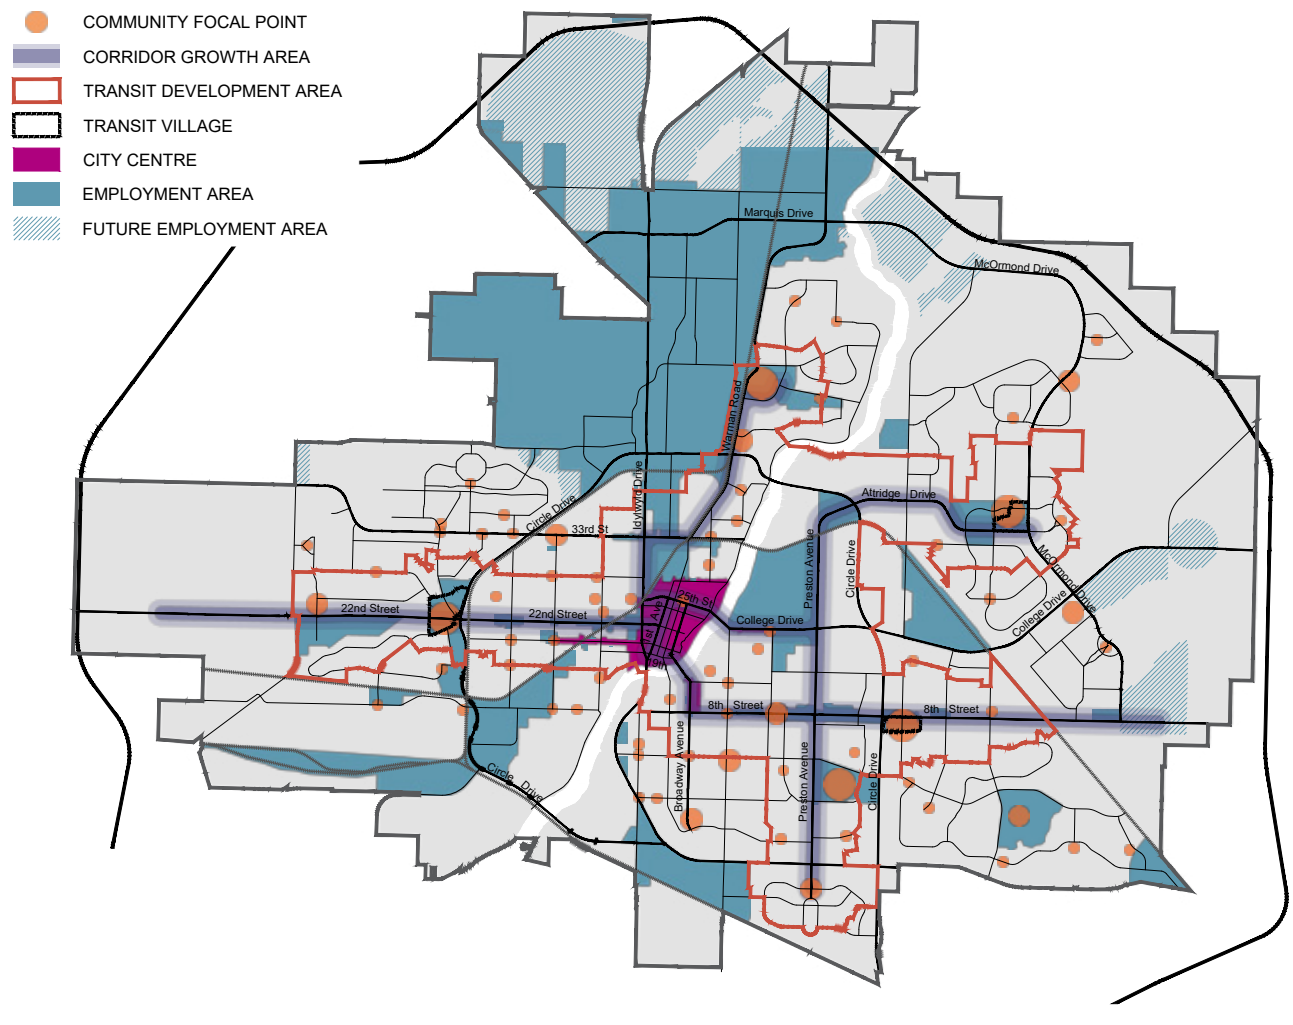 COMMUNITY FOCAL POINT
CORRIDOR GROWTH AREA
TRANSIT DEVELOPMENT AREA
TRANSIT VILLAGE
CITY CENTRE
EMPLOYMENT AREA
FUTURE EMPLOYMENT AREA
Marquis Drive
McOrmond Drive
Warman Road
Idylwyld Drive
Circle Drive
33rd St
Attridge Drive
Preston Avenue
Circle Drive
McOrmond Drive
College Drive
22nd Street
22nd Street
25th St
1st Ave
19th
College Drive
8th Street
8th Street
Broadway Avenue
Preston Avenue
Circle Drive
Circle Drive